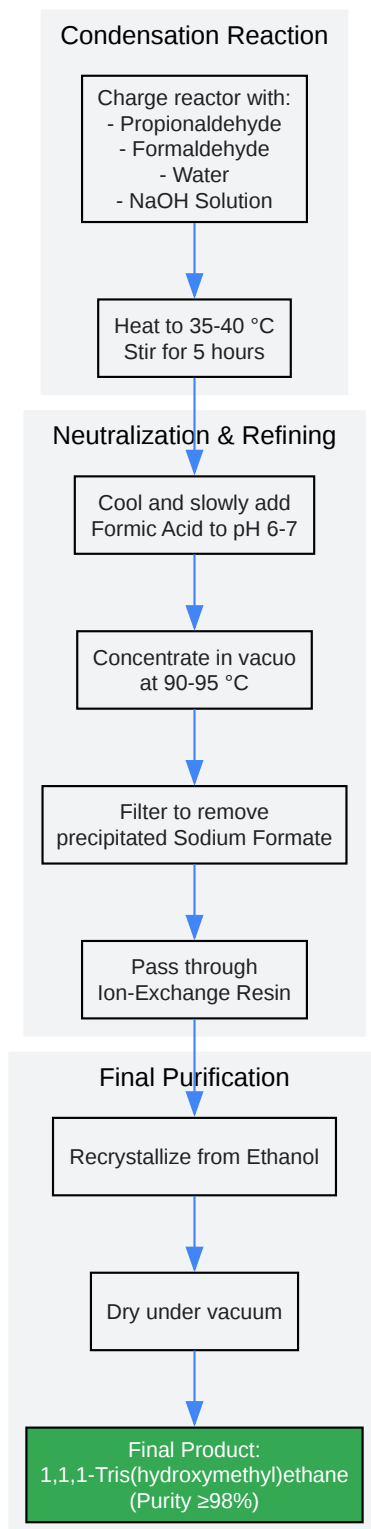 Condensation Reaction
Charge reactor with:
- Propionaldehyde
- Formaldehyde
- Water
- NaOH Solution
Heat to 35-40 °C
Stir for 5 hours
Neutralization & Refining
Cool and slowly add
Formic Acid to pH 6-7
Concentrate in vacuo
at 90-95 °C
Filter to remove
precipitated Sodium Formate
Pass through
Ion-Exchange Resin
Final Purification
Recrystallize from Ethanol
Dry under vacuum
Final Product:
1,1,1-Tris(hydroxymethyl)ethane
(Purity ≥98%)